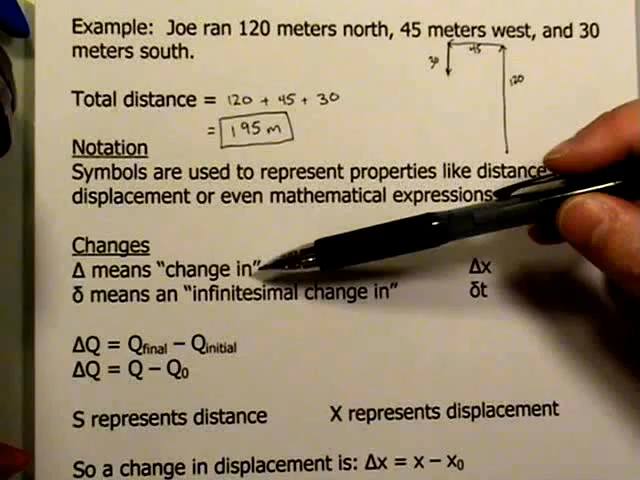 Example: Joe ran 120 meters north, 45 meters west, and 30
meters south.
45
30
120
Total distance = 120 + 45 + 30
= 195 m
Notation
Symbols are used to represent properties like distance
displacement or even mathematical expressions
Changes
Δ means “change in” Δx
δ means an “infinitesimal change in” δt
ΔQ = Qfinal – Qinitial
ΔQ = Q – Q0
S represents distance X represents displacement
So a change in displacement is: Δx = x – x0